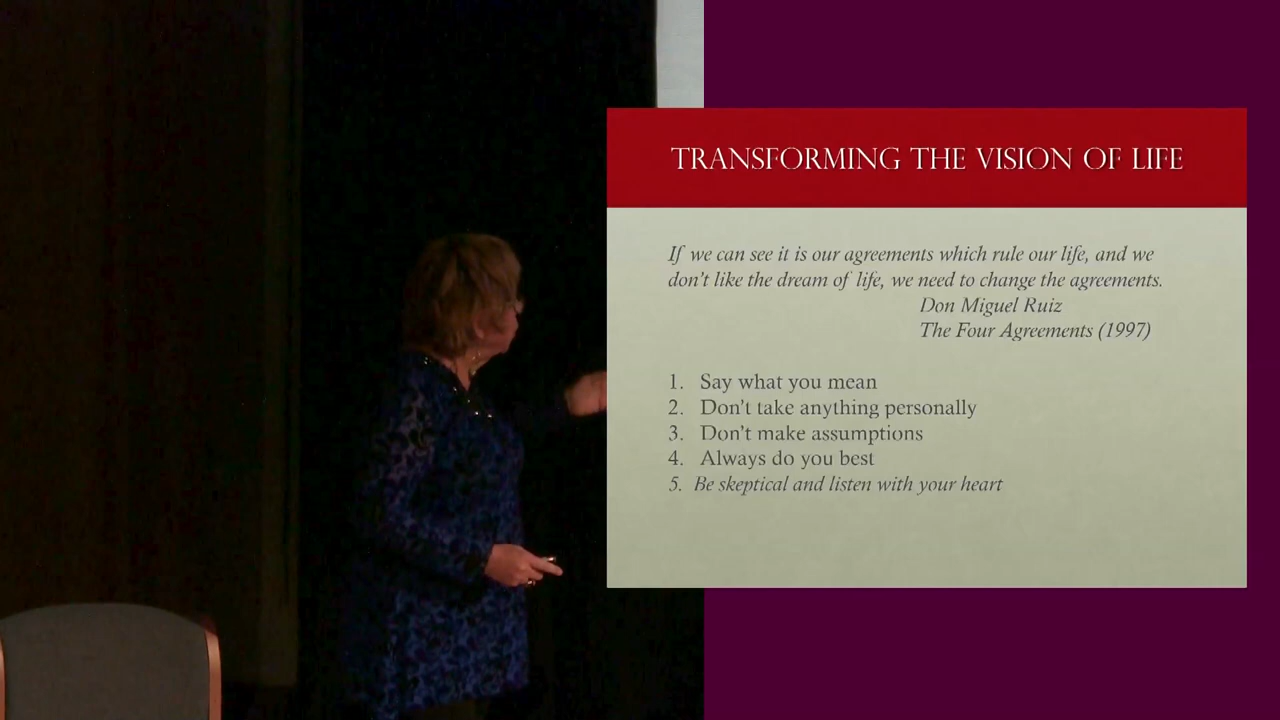 TRANSFORMING THE VISION OF LIFE
If we can see it is our agreements which rule our life, and we
don't like the dream of life, we need to change the agreements.
Don Miguel Ruiz
The Four Agreements (1997)
1. Say what you mean
2. Don't take anything personally
3. Don't make assumptions
4. Always do you best
5. Be skeptical and listen with your heart